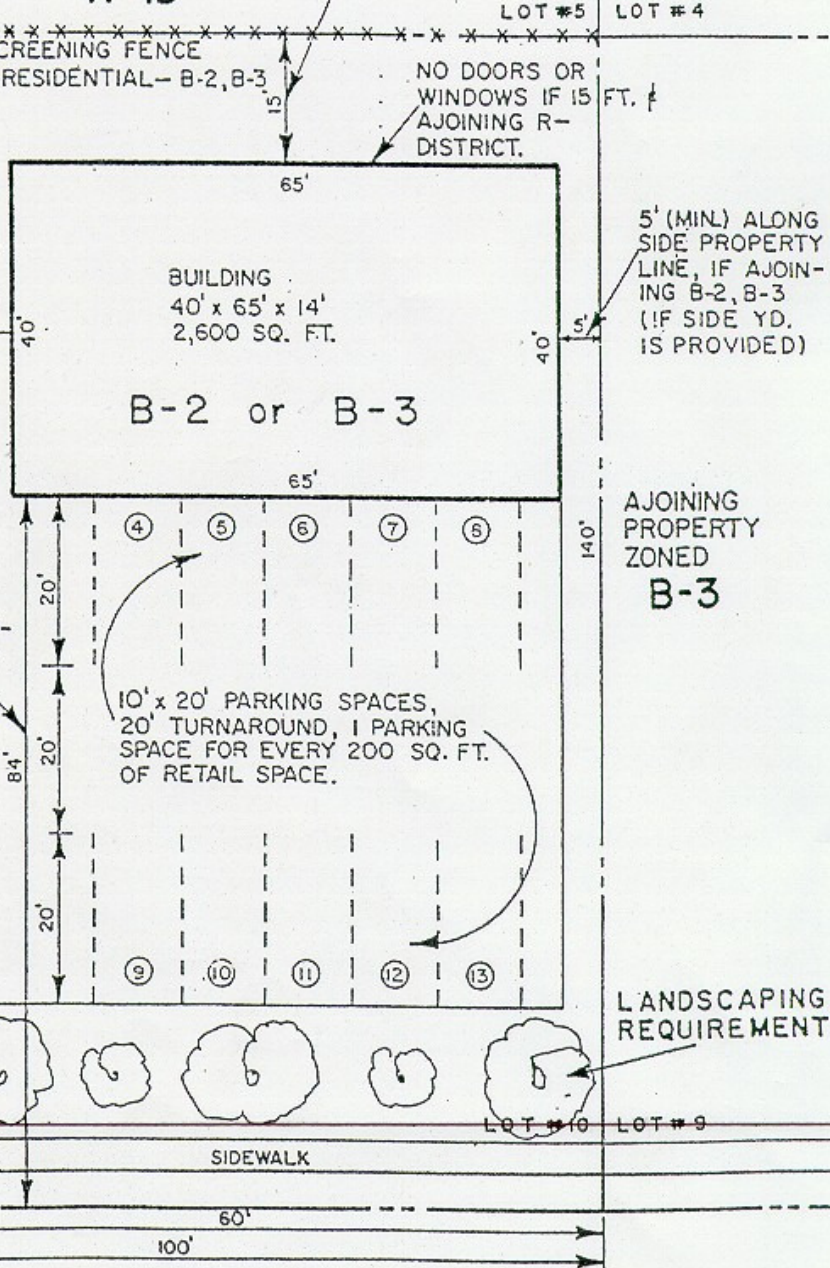 LOT #5 LOT #4
CREENING FENCE
RESIDENTIAL- B-2, B-3
15'
NO DOORS OR
WINDOWS IF 15 FT. ⊄
AJOINING R-
DISTRICT.
65'
5' (MIN.) ALONG
SIDE PROPERTY
LINE, IF AJOIN-
ING B-2, B-3
(IF SIDE YD.
IS PROVIDED)
BUILDING
40' x 65' x 14'
2,600 SQ. FT.
40'
40'
5'
B-2 or B-3
65'
4 5 6 7 8
AJOINING
PROPERTY
ZONED
B-3
140'
20'
10' x 20' PARKING SPACES,
20' TURNAROUND, 1 PARKING
SPACE FOR EVERY 200 SQ. FT.
OF RETAIL SPACE.
84'
20'
20'
9 10 11 12 13
LANDSCAPING
REQUIREMENT
LOT #10 LOT #9
SIDEWALK
60'
100'